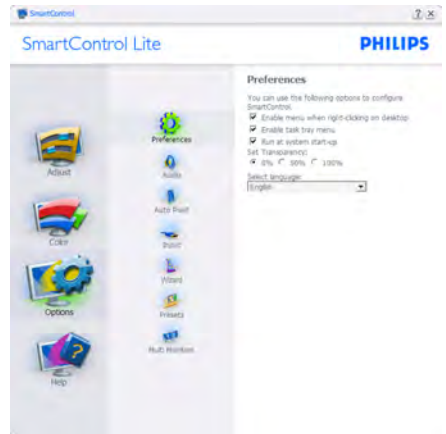 SmartControl
SmartControl Lite
PHILIPS
Adjust
Color
Options
Help
Preferences
Audio
Auto Pivot
Input
Wizard
Presets
Multi Monitors
Preferences
You can use the following options to configure
SmartControl.
Enable menu when right-clicking on desktop
Enable task tray menu
Run at system start-up
Set Transparency:
0% 50% 100%
Select language:
English